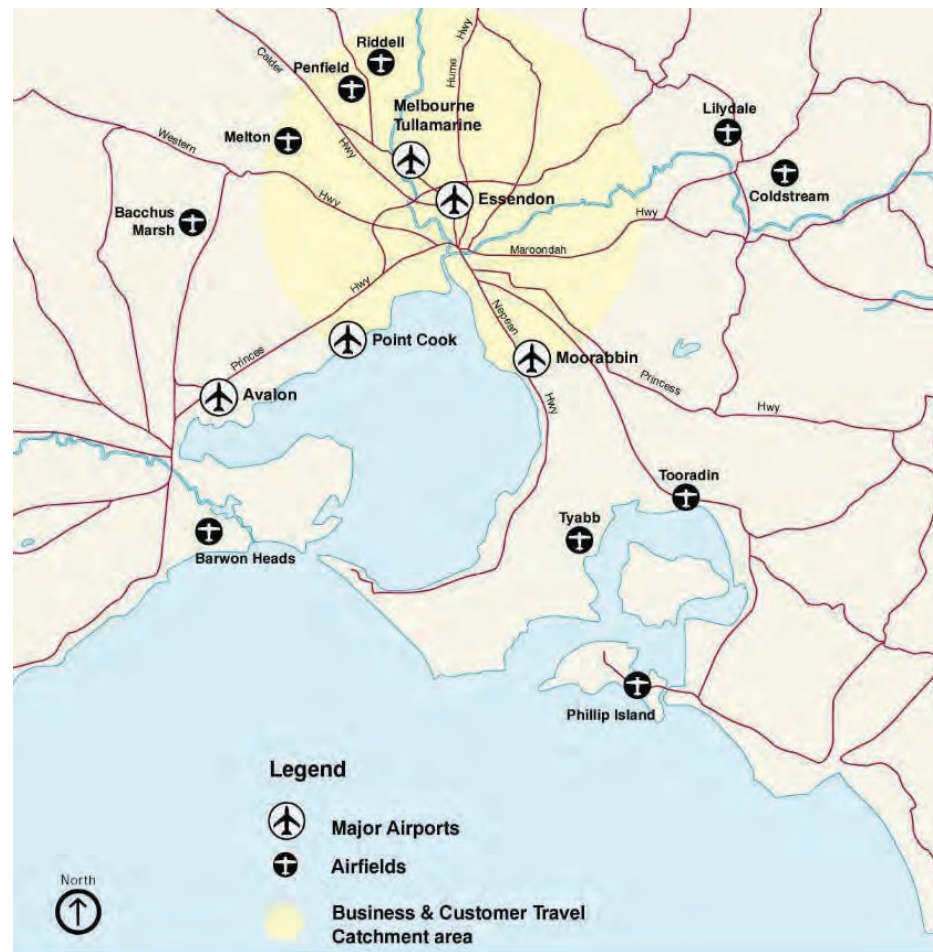 Riddell
Penfield
Calder
Hwy
Hume
Melbourne
Tullamarine
Lilydale
Melton
Western
Hwy
Essendon
Coldstream
Bacchus
Marsh
Hwy
Hwy
Maroondah
Hwy
Princes
Point Cook
Nepean
Moorabbin
Avalon
Princess
Hwy
Hwy
Tooradin
Tyabb
Barwon Heads
Phillip Island
Legend
Major Airports
Airfields
North
Business & Customer Travel
Catchment area